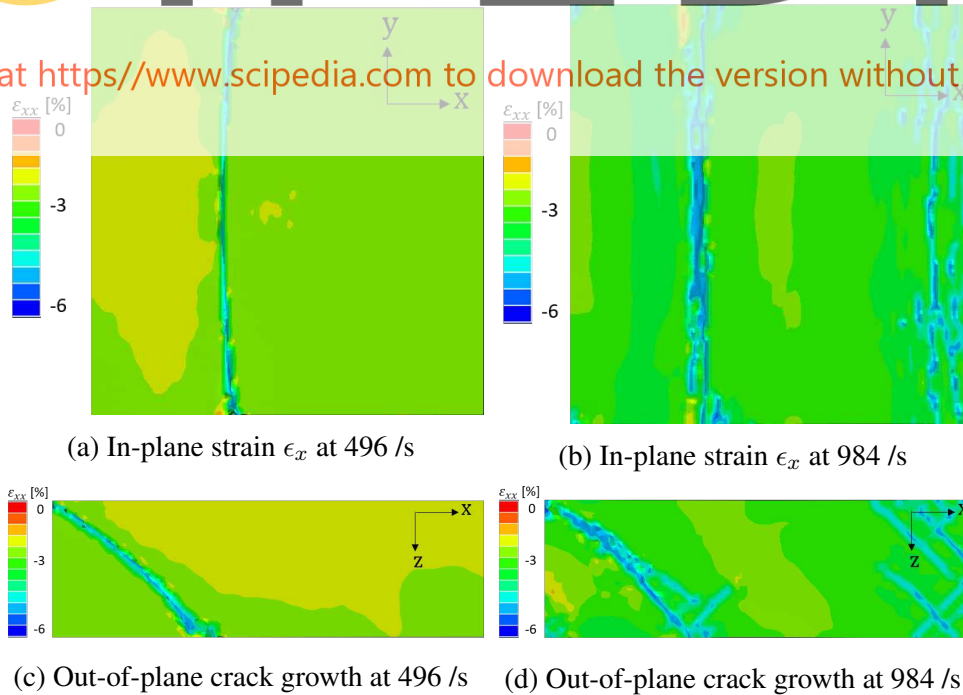 y
y
at https//www.scipedia.com to download the version without
x
x
εxx [%]
εxx [%]
0
0
-3
-3
-6
-6
(a) In-plane strain ϵx at 496 /s
(b) In-plane strain ϵx at 984 /s
εxx [%]
εxx [%]
0
x
0
x
-3
z
-3
z
-6
-6
(c) Out-of-plane crack growth at 496 /s
(d) Out-of-plane crack growth at 984 /s